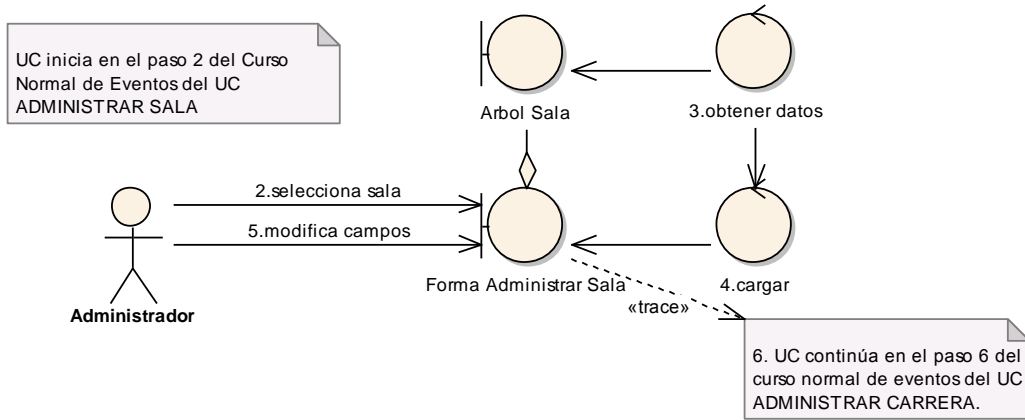 UC inicia en el paso 2 del Curso
Normal de Eventos del UC
ADMINISTRAR SALA
Arbol Sala
3.obtener datos
2.selecciona sala
5.modifica campos
Administrador
Forma Administrar Sala
4.cargar
«trace»
6. UC continúa en el paso 6 del
curso normal de eventos del UC
ADMINISTRAR CARRERA.